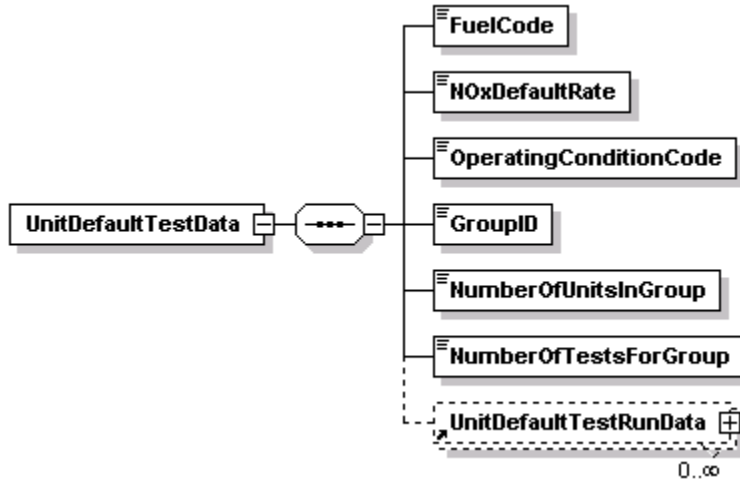 FuelCode
NOxDefaultRate
OperatingConditionCode
UnitDefaultTestData
GroupID
NumberOfUnitsInGroup
NumberOfTestsForGroup
UnitDefaultTestRunData
0..∞